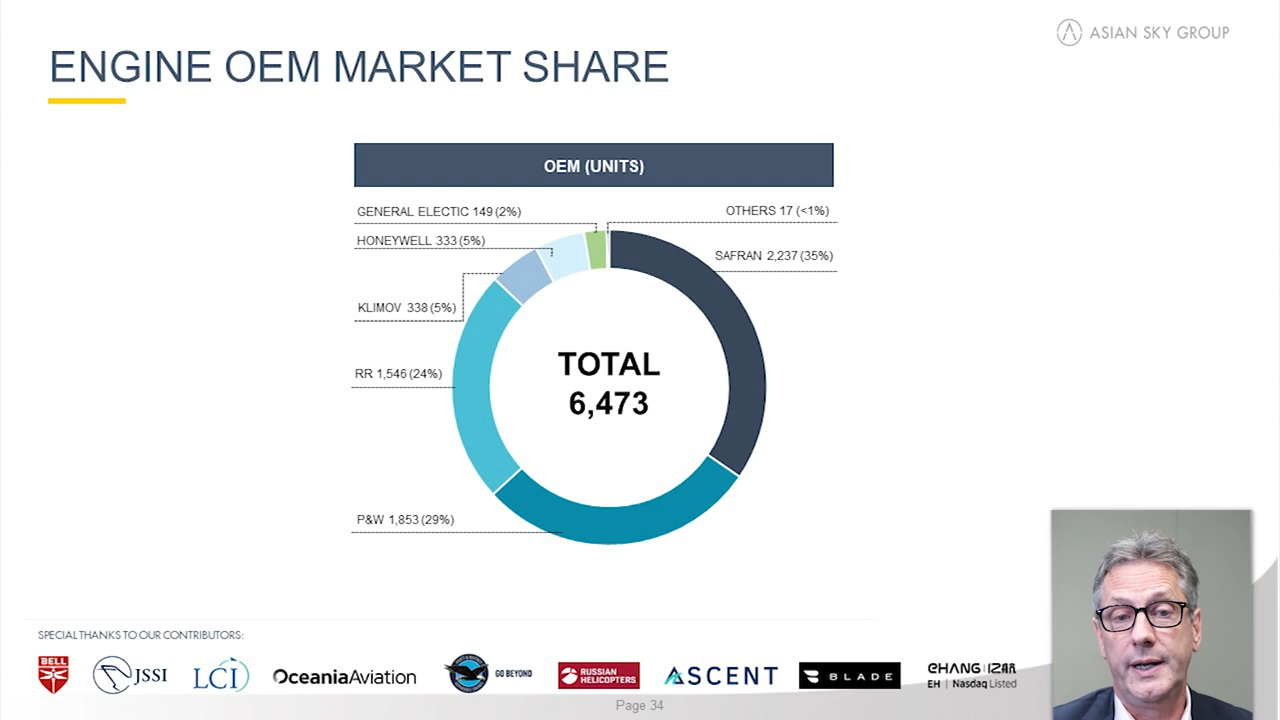 ASIAN SKY GROUP
ENGINE OEM MARKET SHARE
OEM (UNITS)
GENERAL ELECTIC 149 (2%)
OTHERS 17 (<1%)
HONEYWELL 333 (5%)
SAFRAN 2,237 (35%)
KLIMOV 338 (5%)
TOTAL
6,473
RR 1,546 (24%)
P&W 1,853 (29%)
SPECIAL THANKS TO OUR CONTRIBUTORS:
BELL
JSSI
LCI
OceaniaAviation
GO BEYOND
RUSSIAN
HELICOPTERS
ASCENT
BLADE
EHANG 亿航
EH | Nasdaq Listed
Page 34